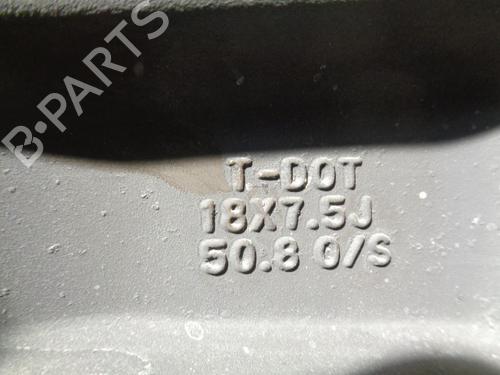 B-PARTS
T-DOT
18X7.5J
50.8 O/S